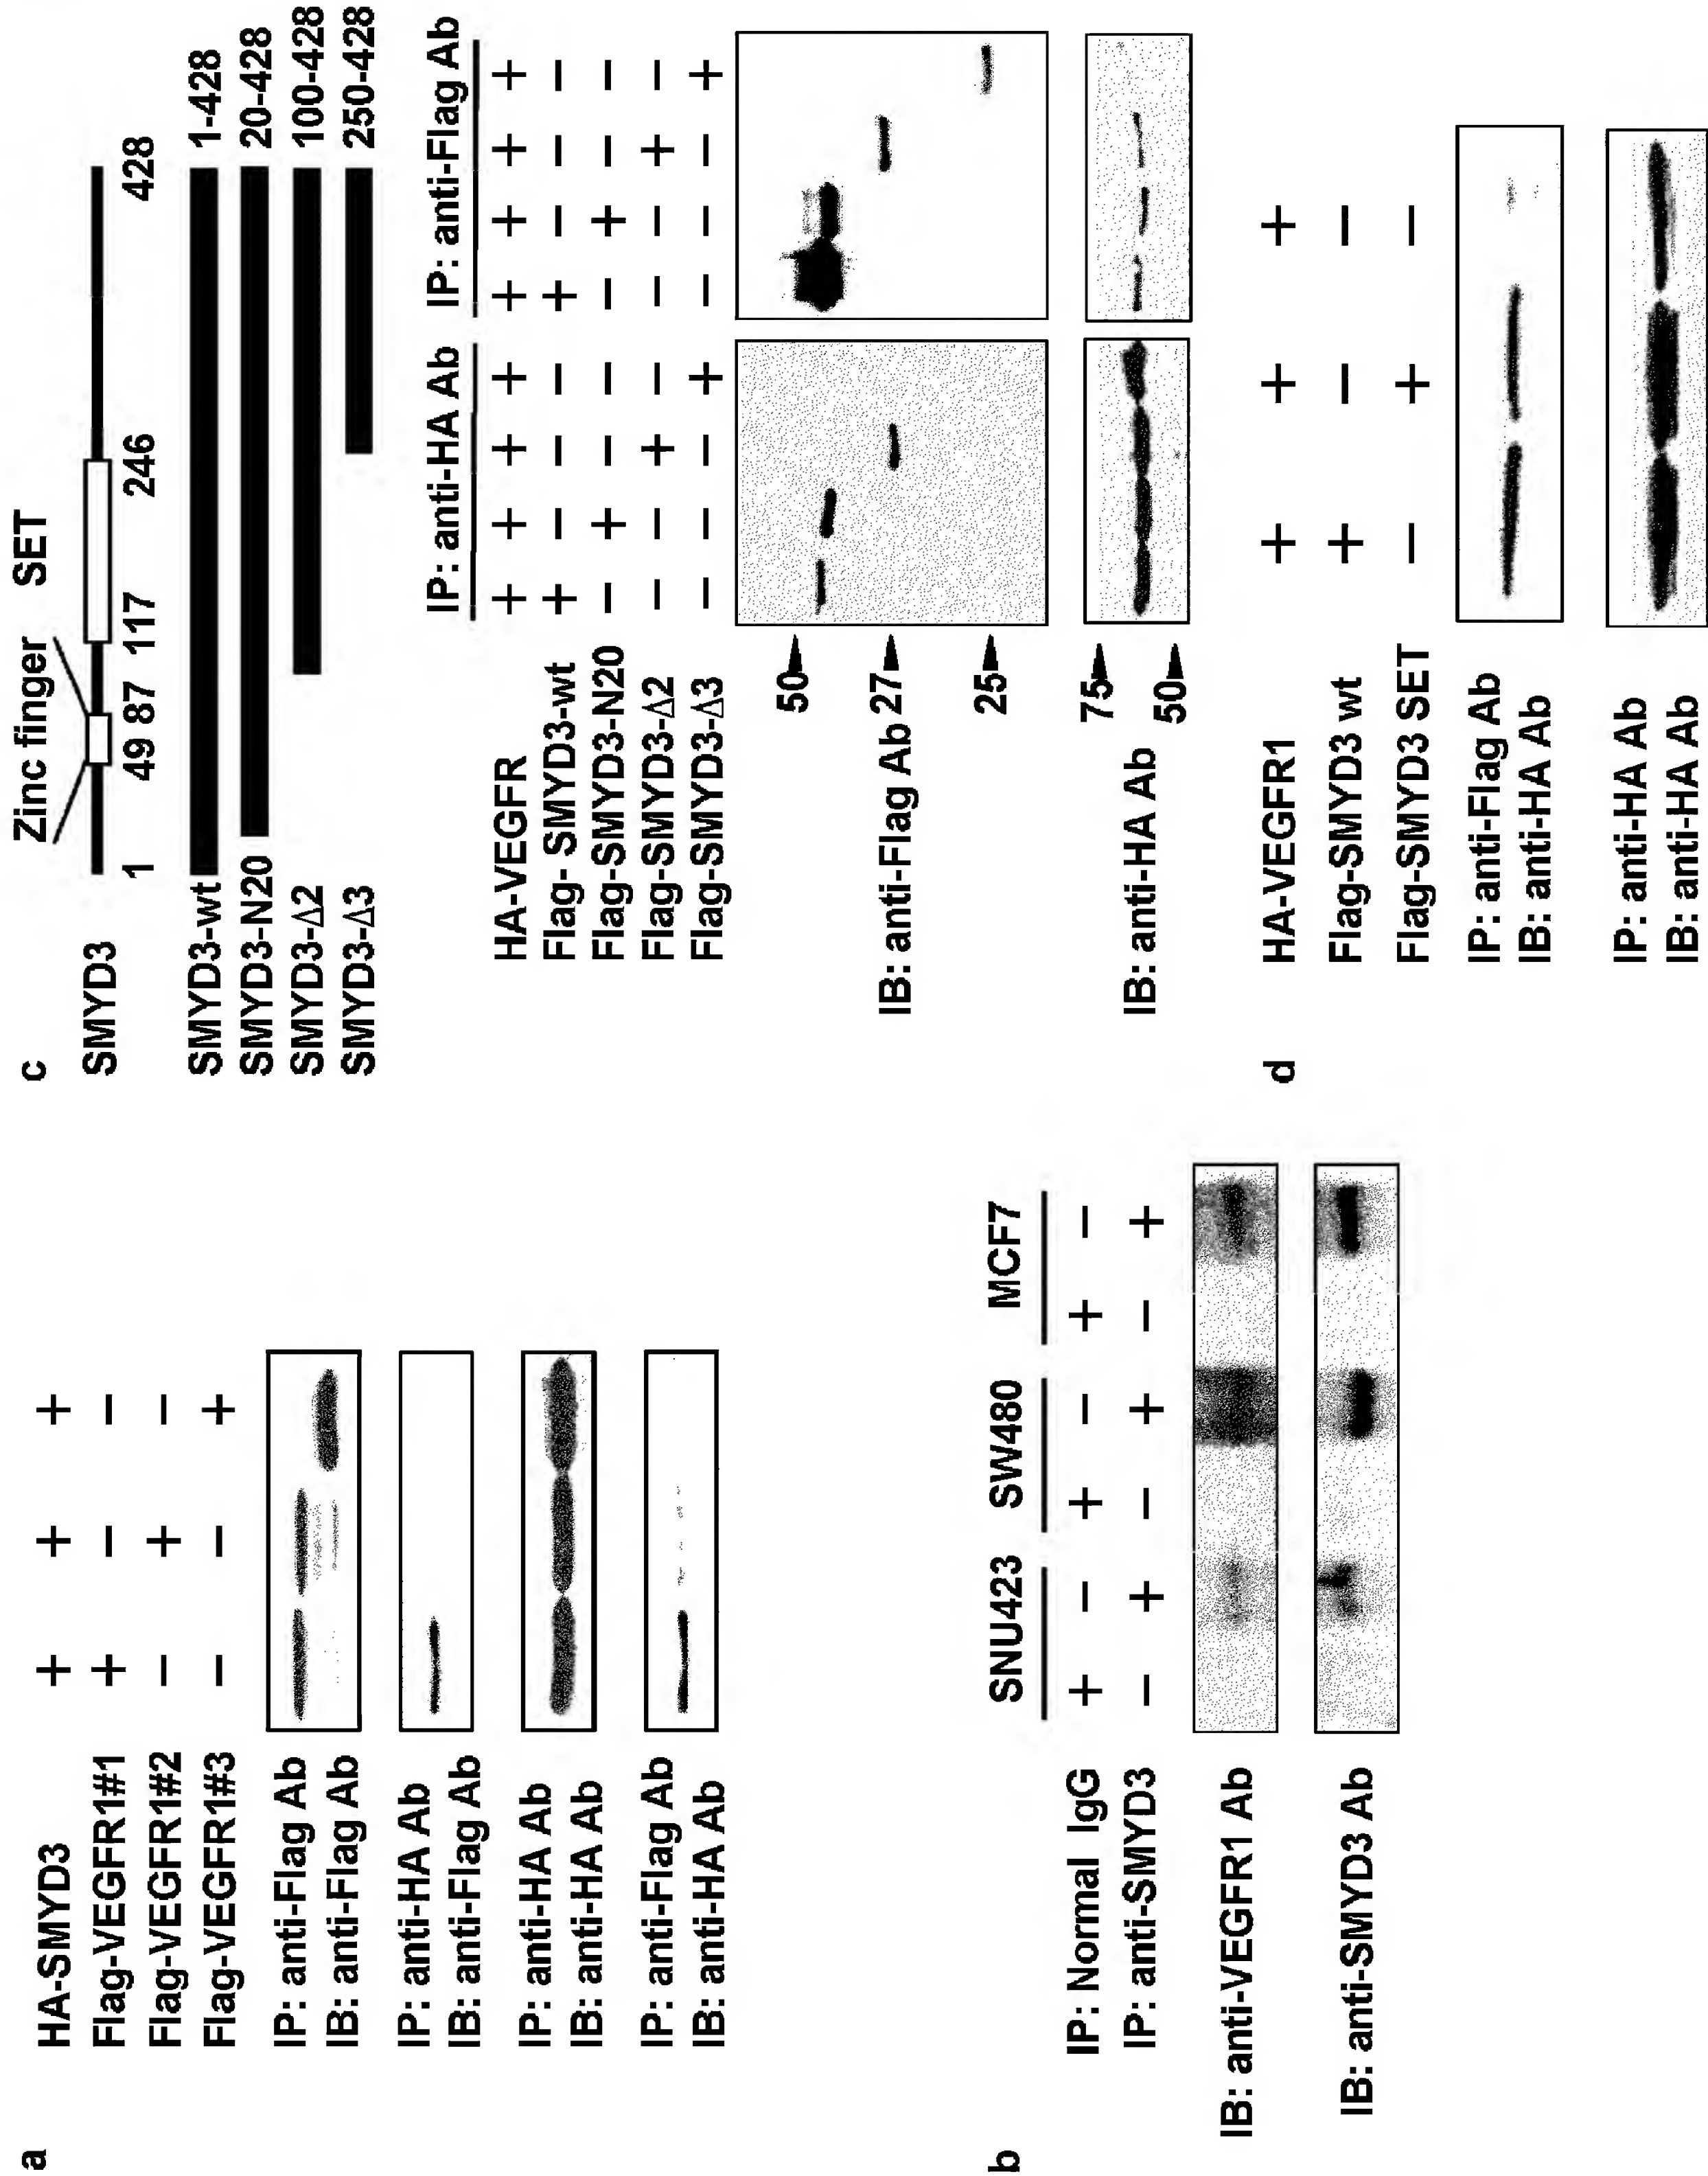 a
HA-SMYD3 + + +
Flag-VEGFR1#1 + − −
Flag-VEGFR1#2 − + −
Flag-VEGFR1#3 − − +
IP: anti-Flag Ab
IB: anti-Flag Ab
IP: anti-HA Ab
IB: anti-Flag Ab
IP: anti-HA Ab
IB: anti-HA Ab
IP: anti-Flag Ab
IB: anti-HA Ab
b
SNU423 SW480 MCF7
IP: Normal IgG + − + − + −
IP: anti-SMYD3 − + − + − +
IB: anti-VEGFR1 Ab
IB: anti-SMYD3 Ab
c
Zinc finger SET
SMYD3
1 49 87 117 246 428
SMYD3-wt 1-428
SMYD3-N20 20-428
SMYD3-Δ2 100-428
SMYD3-Δ3 250-428
IP: anti-HA Ab IP: anti-Flag Ab
HA-VEGFR + + + + + + + +
Flag- SMYD3-wt + − − − + − − −
Flag-SMYD3-N20 − + − − − + − −
Flag-SMYD3-Δ2 − − + − − − + −
Flag-SMYD3-Δ3 − − − + − − − +
50
IB: anti-Flag Ab 27
25
75
IB: anti-HA Ab
50
d
HA-VEGFR1 + + +
Flag-SMYD3 wt + − −
Flag-SMYD3 SET − + −
IP: anti-Flag Ab
IB: anti-HA Ab
IP: anti-HA Ab
IB: anti-HA Ab